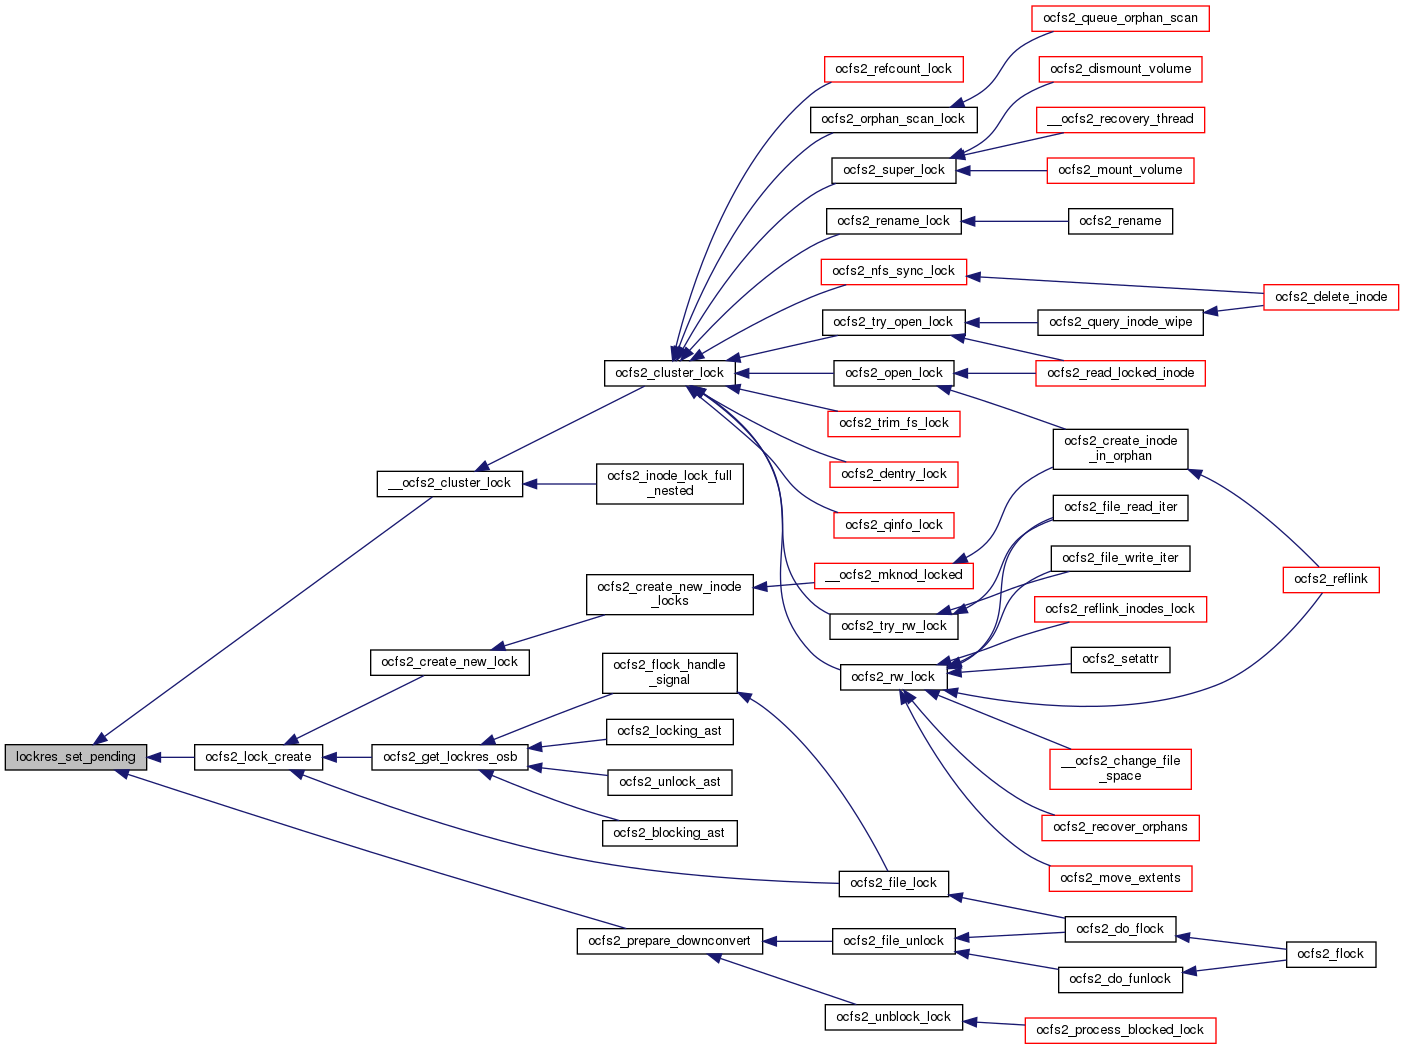 ocfs2_queue_orphan_scan
ocfs2_refcount_lock
ocfs2_dismount_volume
ocfs2_orphan_scan_lock
__ocfs2_recovery_thread
ocfs2_super_lock
ocfs2_mount_volume
ocfs2_rename_lock
ocfs2_rename
ocfs2_nfs_sync_lock
ocfs2_delete_inode
ocfs2_try_open_lock
ocfs2_query_inode_wipe
ocfs2_cluster_lock
ocfs2_open_lock
ocfs2_read_locked_inode
ocfs2_trim_fs_lock
ocfs2_create_inode
_in_orphan
ocfs2_dentry_lock
__ocfs2_cluster_lock
ocfs2_inode_lock_full
_nested
ocfs2_file_read_iter
ocfs2_qinfo_lock
ocfs2_file_write_iter
__ocfs2_mknod_locked
ocfs2_reflink
ocfs2_create_new_inode
_locks
ocfs2_reflink_inodes_lock
ocfs2_try_rw_lock
ocfs2_create_new_lock
ocfs2_setattr
ocfs2_flock_handle
_signal
ocfs2_rw_lock
ocfs2_locking_ast
lockres_set_pending
ocfs2_lock_create
ocfs2_get_lockres_osb
__ocfs2_change_file
_space
ocfs2_unlock_ast
ocfs2_recover_orphans
ocfs2_blocking_ast
ocfs2_move_extents
ocfs2_file_lock
ocfs2_do_flock
ocfs2_prepare_downconvert
ocfs2_file_unlock
ocfs2_flock
ocfs2_do_funlock
ocfs2_unblock_lock
ocfs2_process_blocked_lock